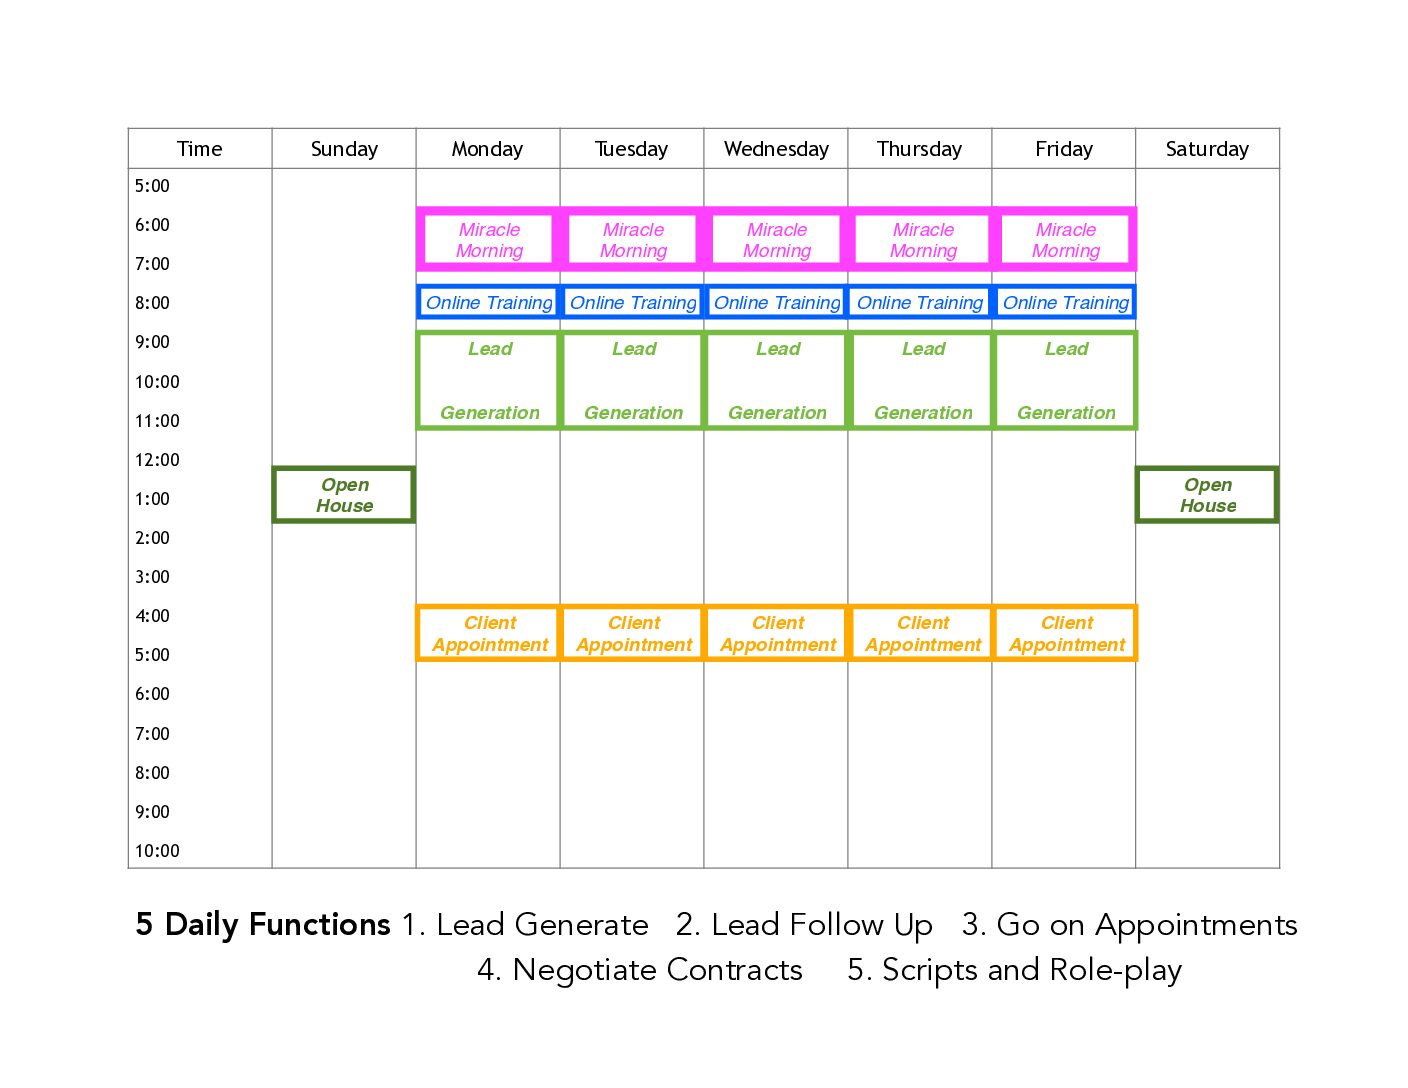 Time Sunday Monday Tuesday Wednesday Thursday Friday Saturday
5:00
6:00 Miracle Miracle Miracle Miracle Miracle
Morning Morning Morning Morning Morning
7:00
8:00 Online Training Online Training Online Training Online Training Online Training
9:00 Lead Lead Lead Lead Lead
10:00
Generation Generation Generation Generation Generation
11:00
12:00
Open Open
1:00 House House
2:00
3:00
4:00 Client Client Client Client Client
Appointment Appointment Appointment Appointment Appointment
5:00
6:00
7:00
8:00
9:00
10:00
5 Daily Functions 1. Lead Generate 2. Lead Follow Up 3. Go on Appointments
4. Negotiate Contracts 5. Scripts and Role-play